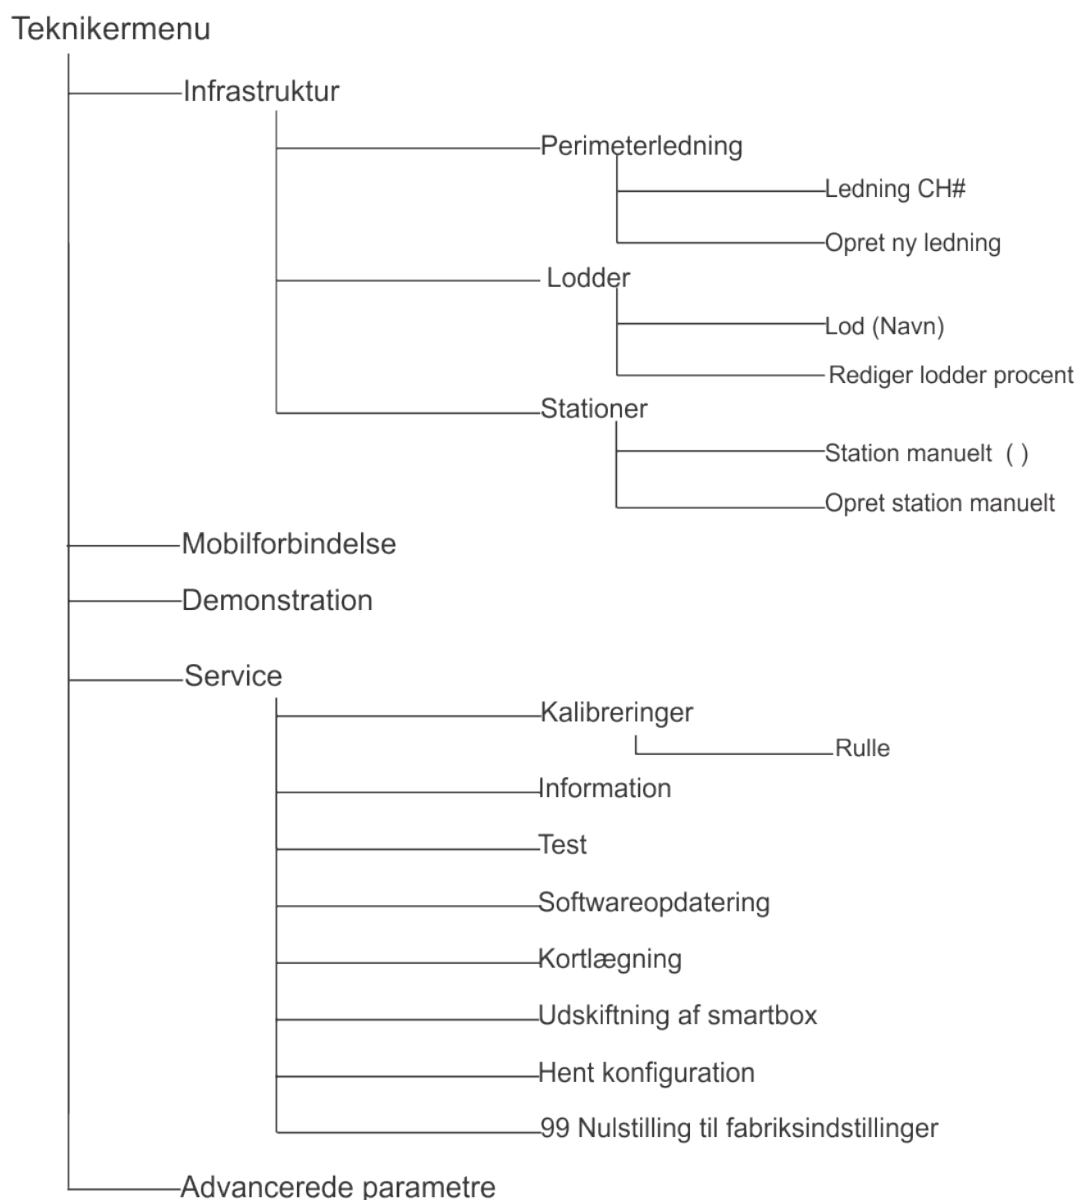 Teknikermenu
Infrastruktur
Perimeterledning
Ledning CH#
Opret ny ledning
Lodder
Lod (Navn)
Rediger lodder procent
Stationer
Station manuelt ( )
Opret station manuelt
Mobilforbindelse
Demonstration
Service
Kalibreringer
Rulle
Information
Test
Softwareopdatering
Kortlægning
Udskiftning af smartbox
Hent konfiguration
99 Nulstilling til fabriksindstillinger
Advancerede parametre